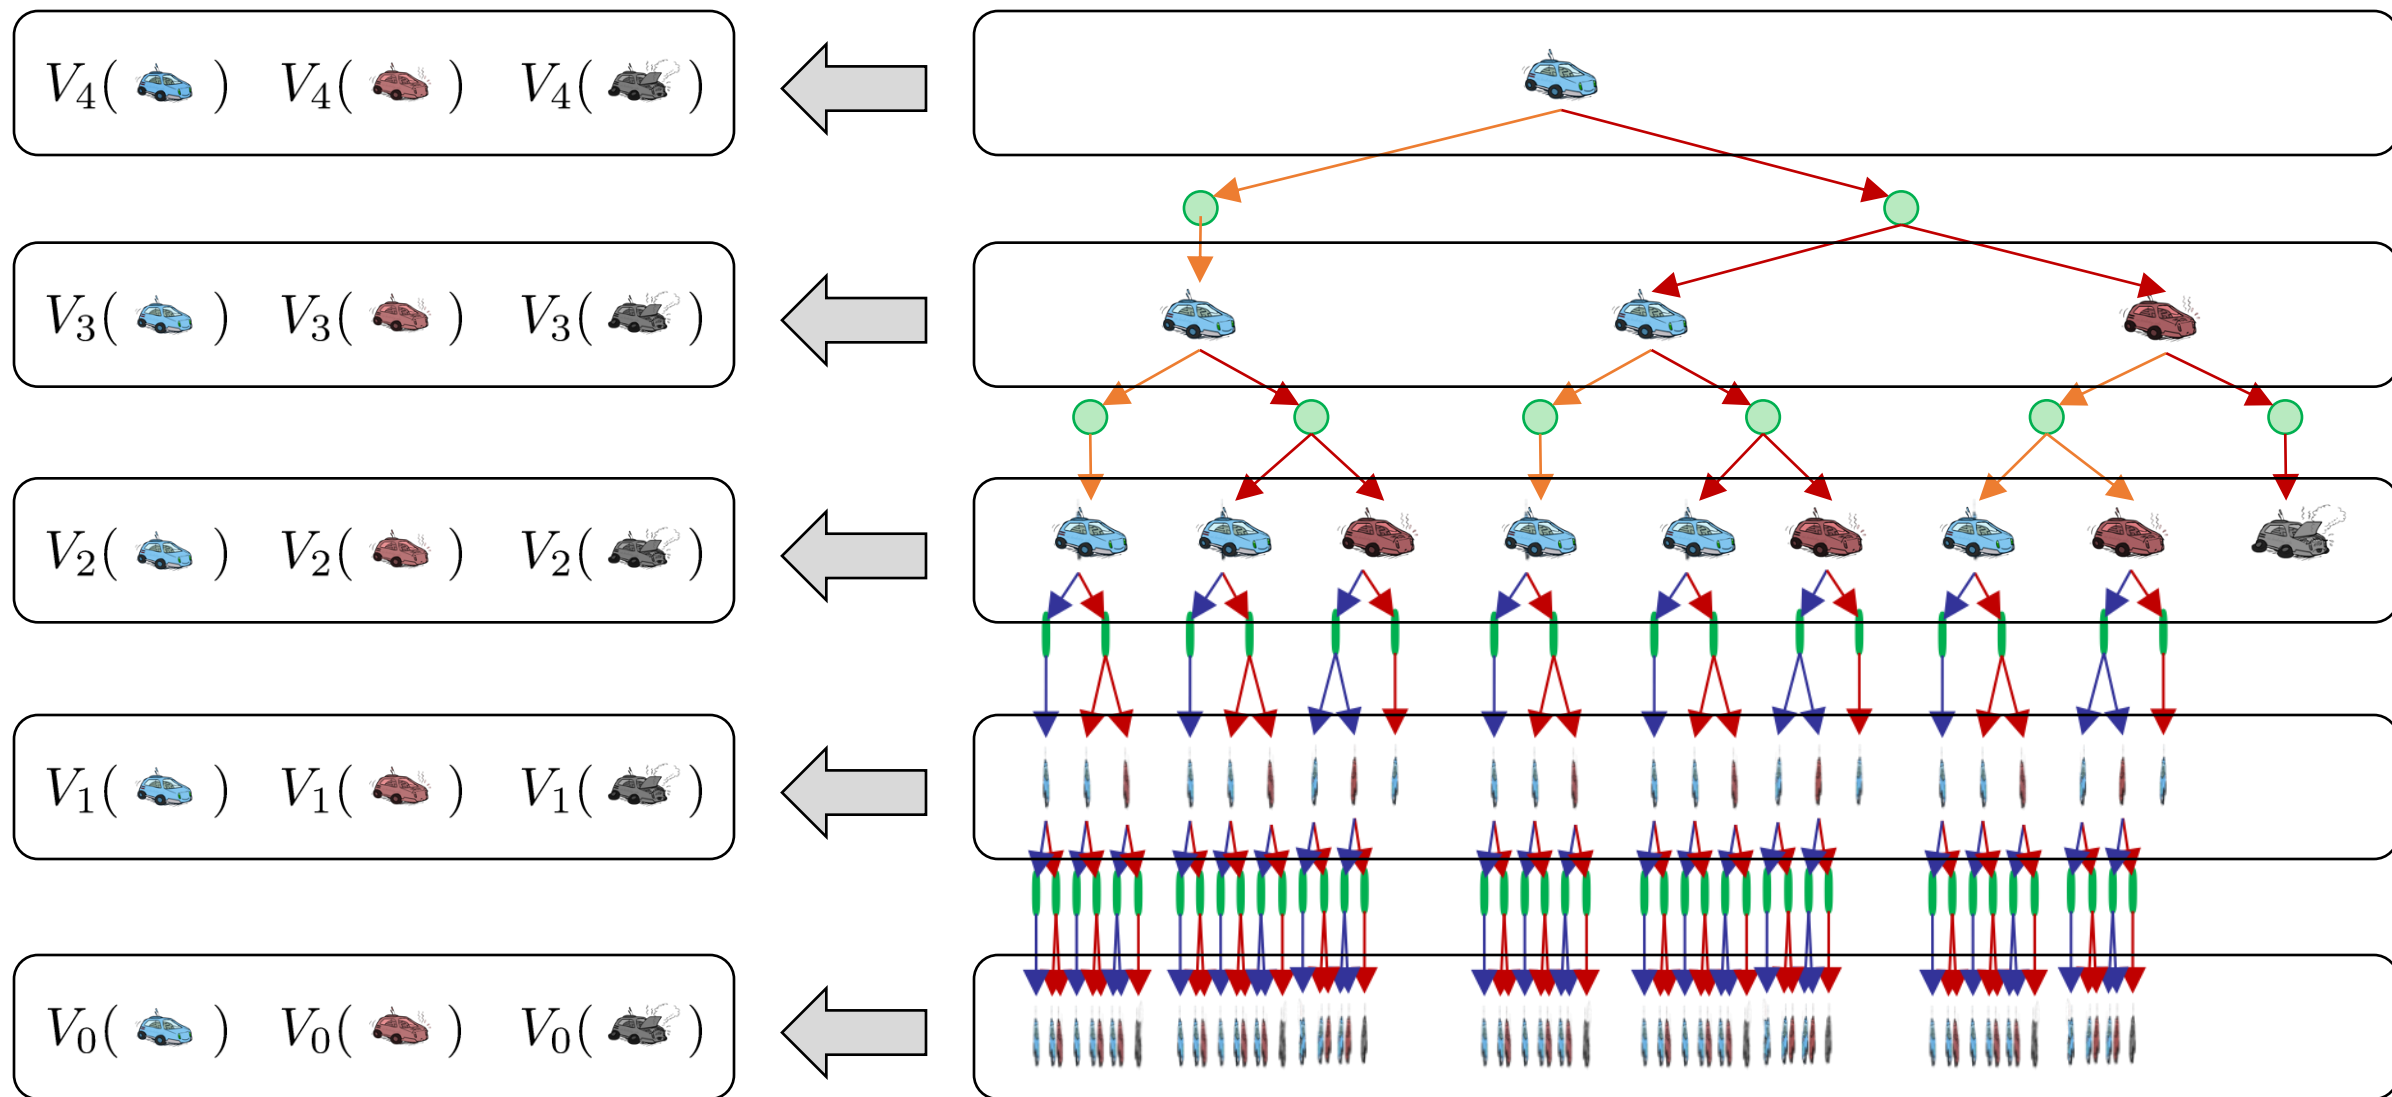 V₄( ) V₄( ) V₄( )
V₃( ) V₃( ) V₃( )
V₂( ) V₂( ) V₂( )
V₁( ) V₁( ) V₁( )
V₀( ) V₀( ) V₀( )